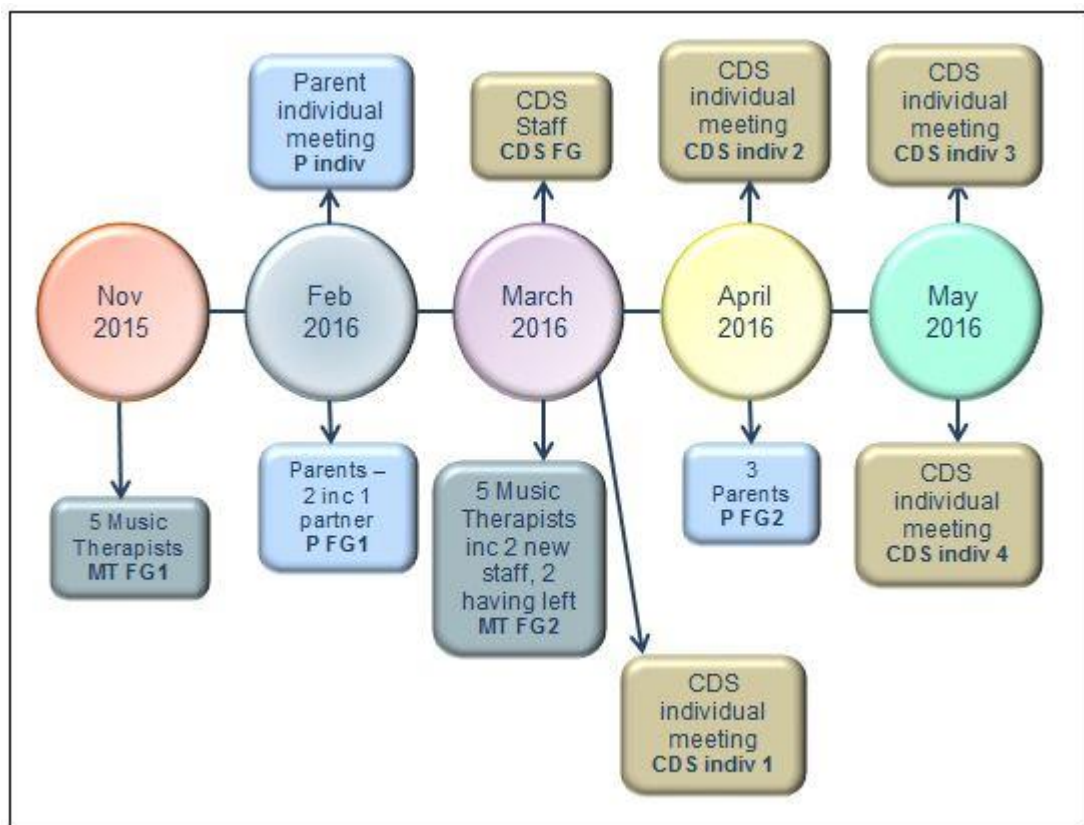 Parent
individual
meeting
P indiv
CDS
Staff
CDS FG
CDS
individual
meeting
CDS indiv 2
CDS
individual
meeting
CDS indiv 3
Nov
2015
Feb
2016
March
2016
April
2016
May
2016
5 Music
Therapists
MT FG1
Parents –
2 inc 1
partner
P FG1
5 Music
Therapists
inc 2 new
staff, 2
having left
MT FG2
3
Parents
P FG2
CDS
individual
meeting
CDS indiv 4
CDS
individual
meeting
CDS indiv 1